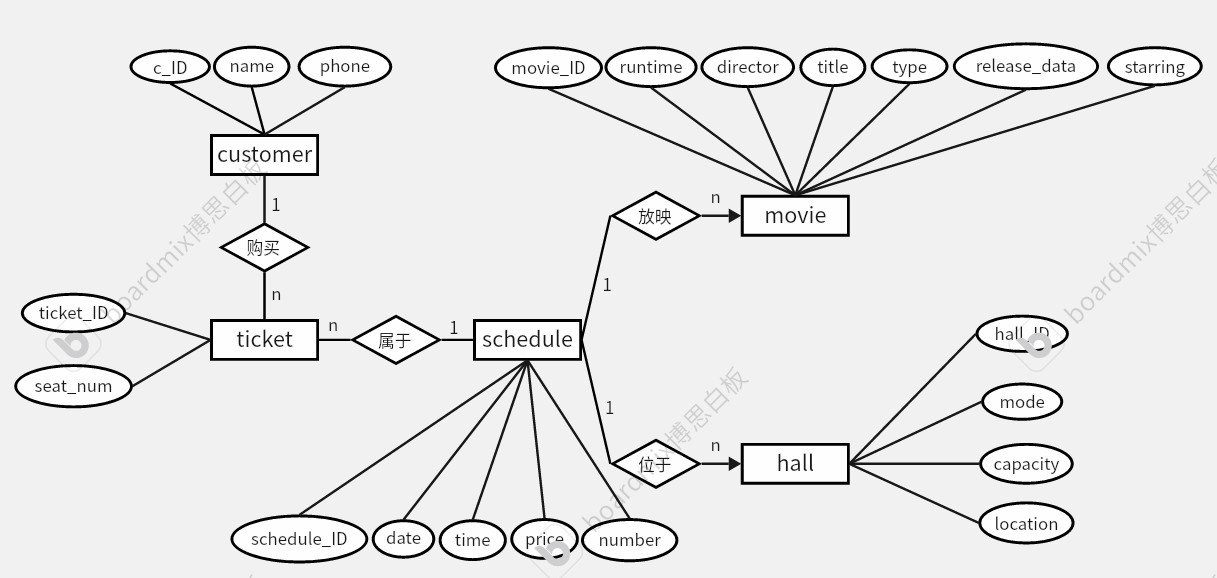 c_ID
name
phone
movie_ID
runtime
director
title
type
release_data
starring
customer
1
购买
n
放映
n
movie
ticket_ID
seat_num
ticket
n
属于
1
schedule
1
1
位于
n
hall
hall_ID
mode
capacity
location
schedule_ID
date
time
price
number
boardmix博思白板
boardmix博思白板
boardmix博思白板